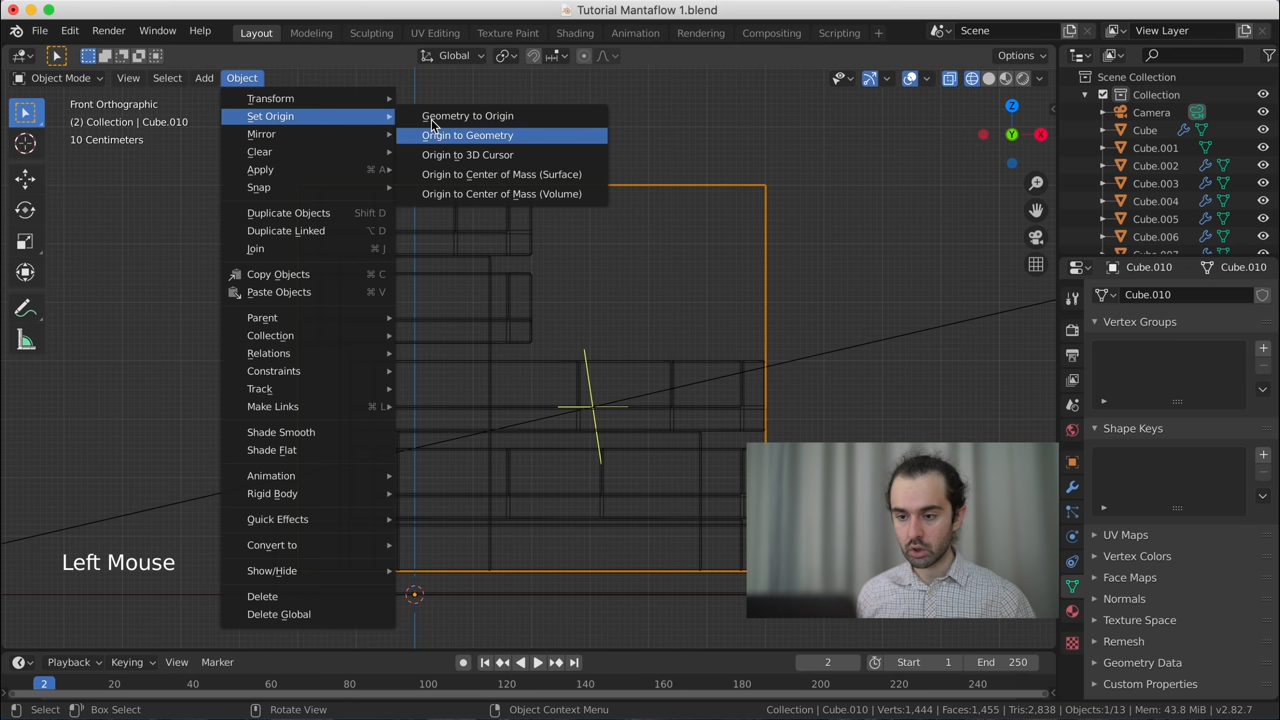 Tutorial Mantaflow 1.blend
File Edit Render Window Help
Layout Modeling Sculpting UV Editing Texture Paint Shading Animation Rendering Compositing Scripting +
Scene
View Layer
Global
Options
Object Mode View Select Add Object
Front Orthographic
(2) Collection | Cube.010
10 Centimeters
Transform
Set Origin
Mirror
Clear
Apply ⌘ A
Snap
Duplicate Objects Shift D
Duplicate Linked ⌥ D
Join ⌘ J
Copy Objects ⌘ C
Paste Objects ⌘ V
Parent
Collection
Relations
Constraints
Track
Make Links ⌘ L
Shade Smooth
Shade Flat
Animation
Rigid Body
Quick Effects
Convert to
Show/Hide
Delete
Delete Global
Geometry to Origin
Origin to Geometry
Origin to 3D Cursor
Origin to Center of Mass (Surface)
Origin to Center of Mass (Volume)
Z
Y
X
Left Mouse
Scene Collection
Collection
Camera
Cube
Cube.001
Cube.002
Cube.003
Cube.004
Cube.005
Cube.006
Cube.010 Cube.010
Cube.010
Vertex Groups
Shape Keys
UV Maps
Vertex Colors
Face Maps
Normals
Texture Space
Remesh
Geometry Data
Custom Properties
Playback Keying View Marker
2 Start 1 End 250
2 20 40 60 80 100 120 140 160 180 200 220 240
Select Box Select Rotate View Object Context Menu
Collection | Cube.010 | Verts:1,444 | Faces:1,455 | Tris:2,838 | Objects:1/13 | Mem: 43.8 MiB | v2.82.7